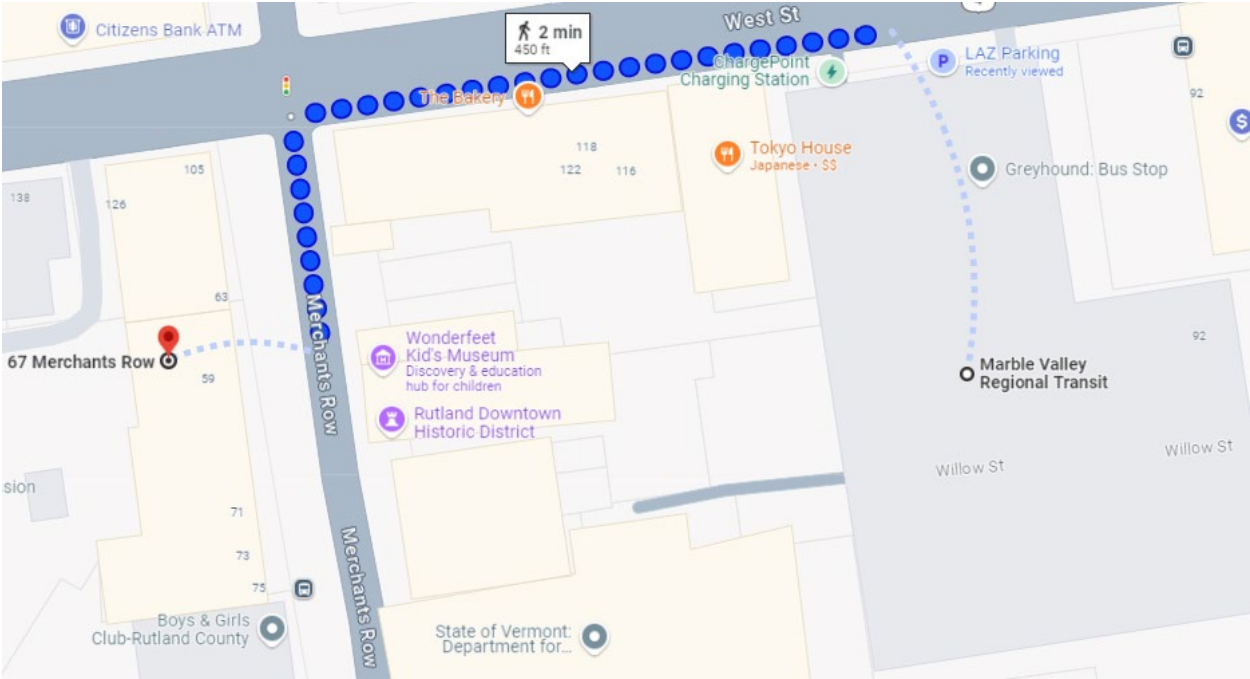 West St
Citizens Bank ATM
2 min
450 ft
LAZ Parking
Recently viewed
ChargePoint
Charging Station
P
The Bakery
92
118
122
116
Tokyo House
Japanese • $$
Greyhound: Bus Stop
$
105
138
126
63
Merchants Row
67 Merchants Row
59
Wonderfeet
Kid's Museum
Discovery & education
hub for children
Rutland Downtown
Historic District
92
Marble Valley
Regional Transit
Willow St
Willow St
sion
71
73
75
Merchants Row
Boys & Girls
Club-Rutland County
State of Vermont:
Department for...